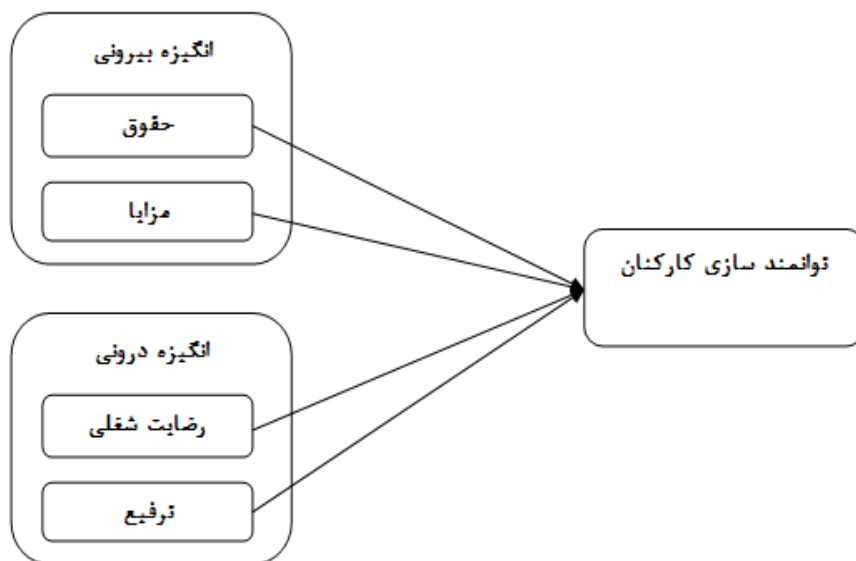 انگیزه بیرونی
حقوق
مزایا
توانمند سازی کارکنان
انگیزه درونی
رضایت شغلی
ترفیع